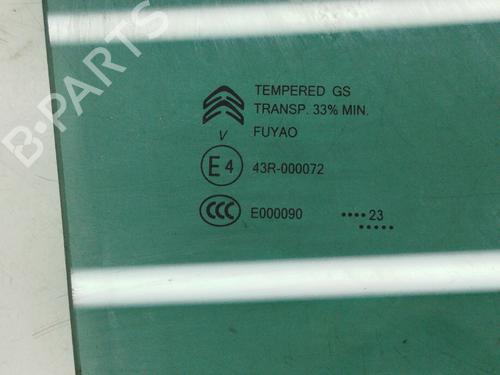 TEMPERED GS
TRANSP. 33% MIN.
V FUYAO
E4 43R-000072
CCC E000090 •••• 23
•••••
B-PARTS